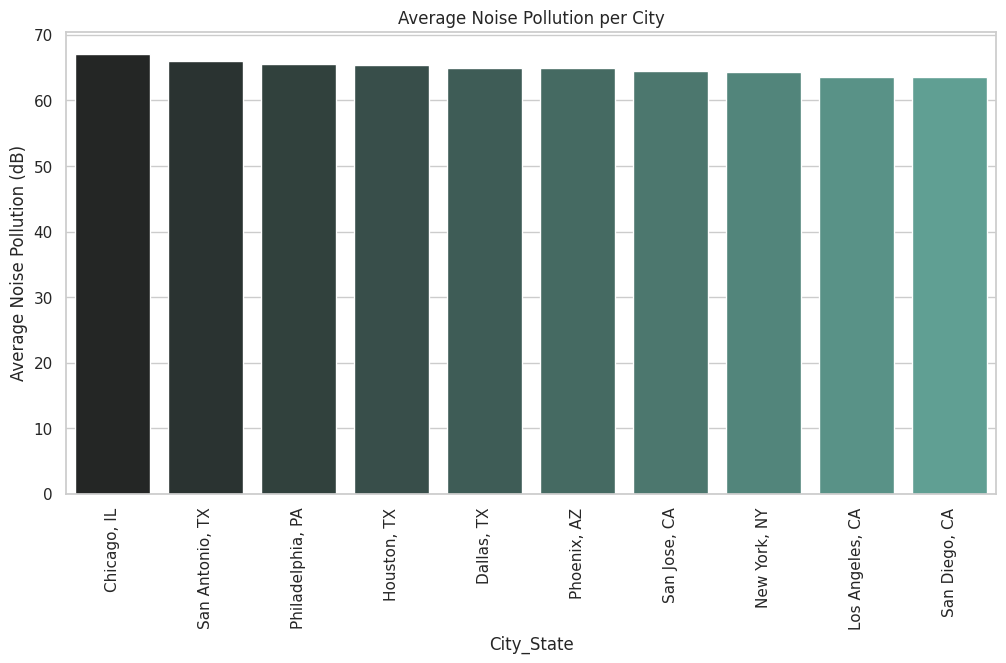 Average Noise Pollution per City
Average Noise Pollution (dB)
70
60
50
40
30
20
10
0
Chicago, IL
San Antonio, TX
Philadelphia, PA
Houston, TX
Dallas, TX
Phoenix, AZ
San Jose, CA
New York, NY
Los Angeles, CA
San Diego, CA
City_State